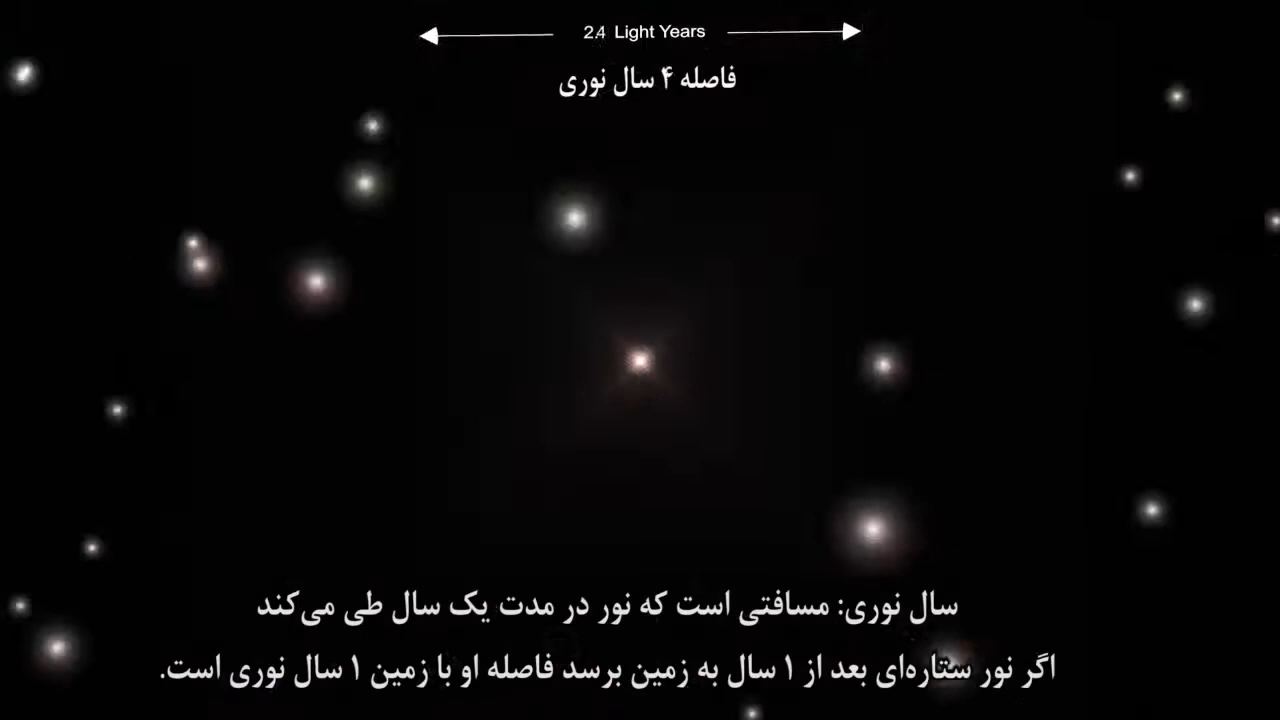 2.4 Light Years
فاصله ۴ سال نوری
سال نوری: مسافتی است که نور در مدت یک سال طی می‌کند
اگر نور ستاره‌ای بعد از ۱ سال به زمین برسد فاصله او با زمین ۱ سال نوری است.